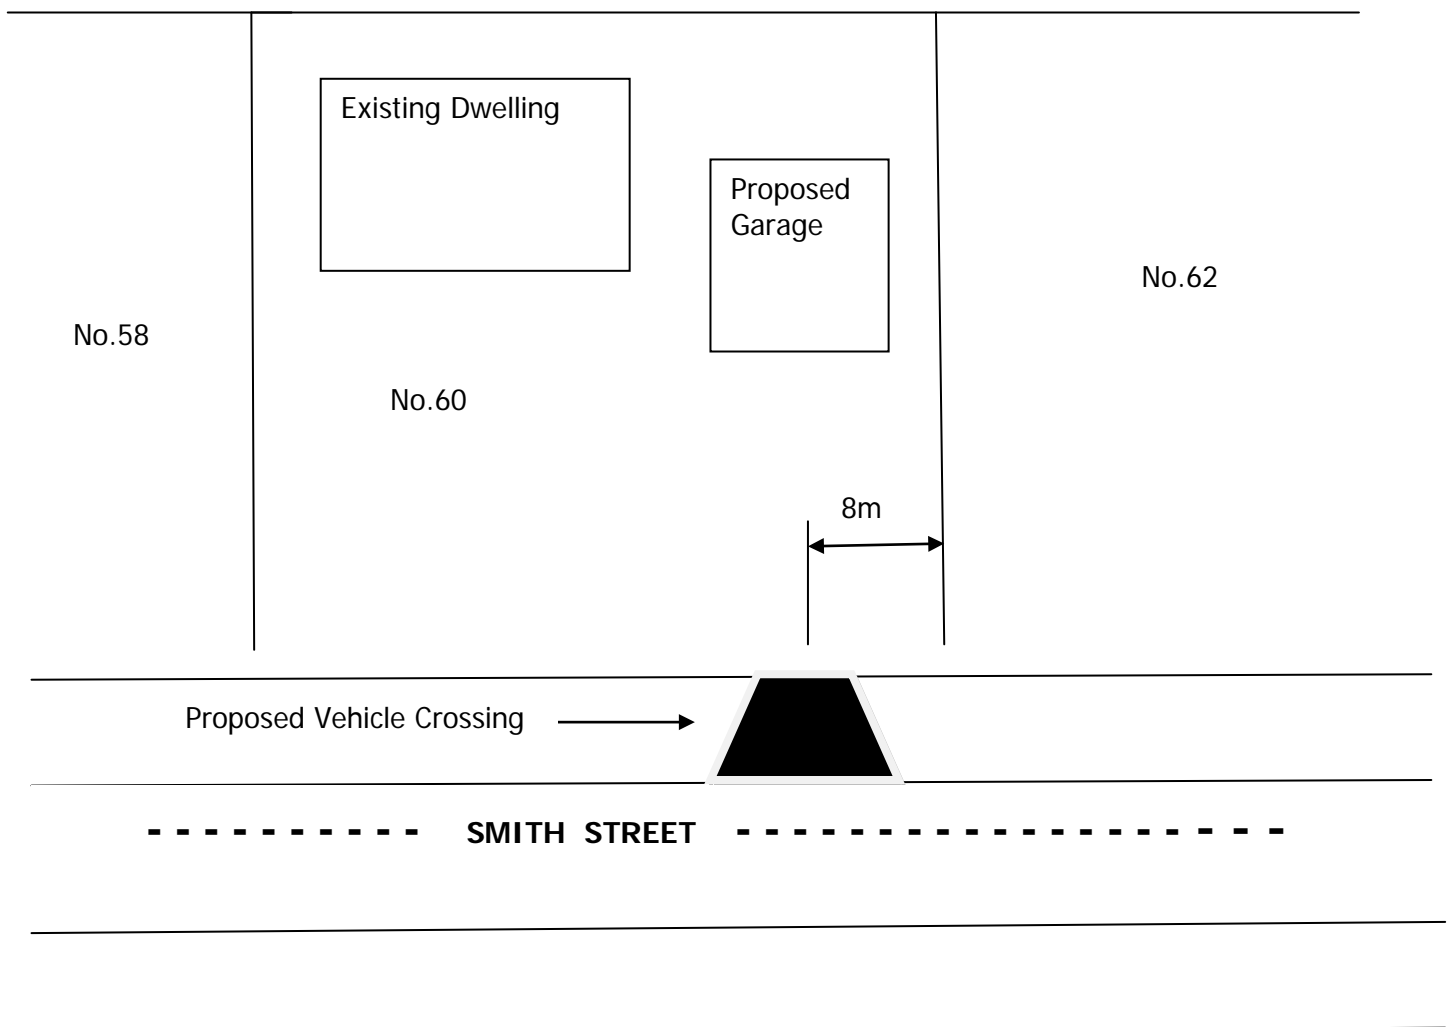 Existing Dwelling
Proposed
Garage
No.62
No.58
No.60
8m
Proposed Vehicle Crossing
SMITH STREET